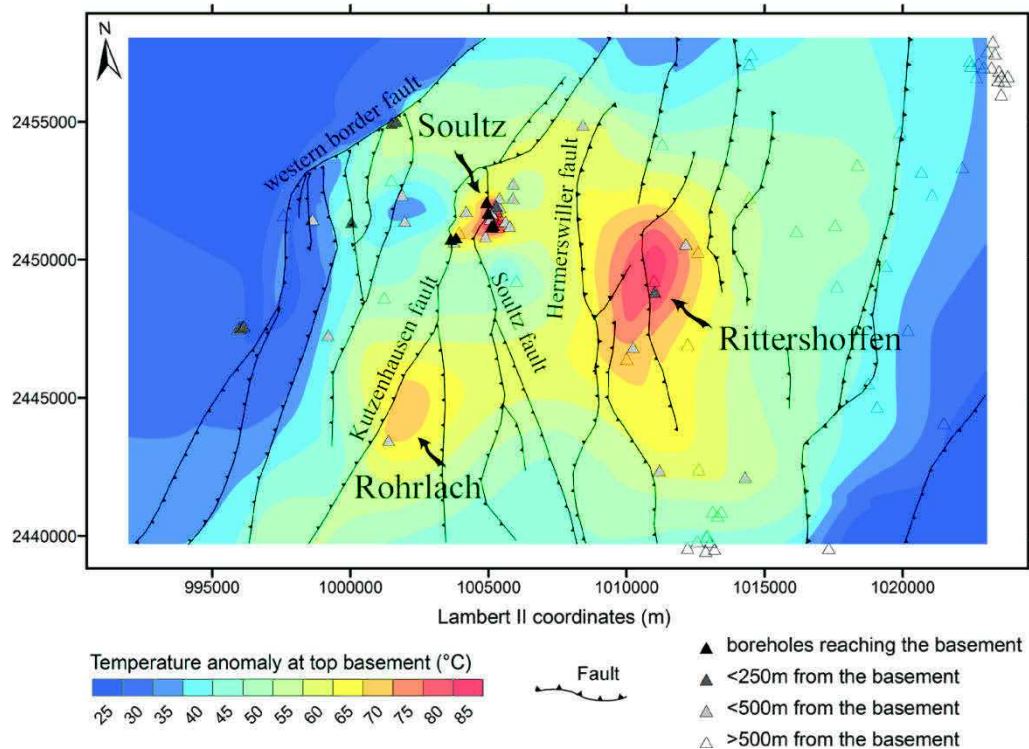 N
2455000
2450000
2445000
2440000
western border fault
Soultz
Hermerswiller fault
Rittershoffen
Soultz fault
Kutzenhausen fault
Rohrlach
995000 1000000 1005000 1010000 1015000 1020000
Lambert II coordinates (m)
Temperature anomaly at top basement (°C)
25 30 35 40 45 50 55 60 65 70 75 80 85
Fault
boreholes reaching the basement
<250m from the basement
<500m from the basement
>500m from the basement